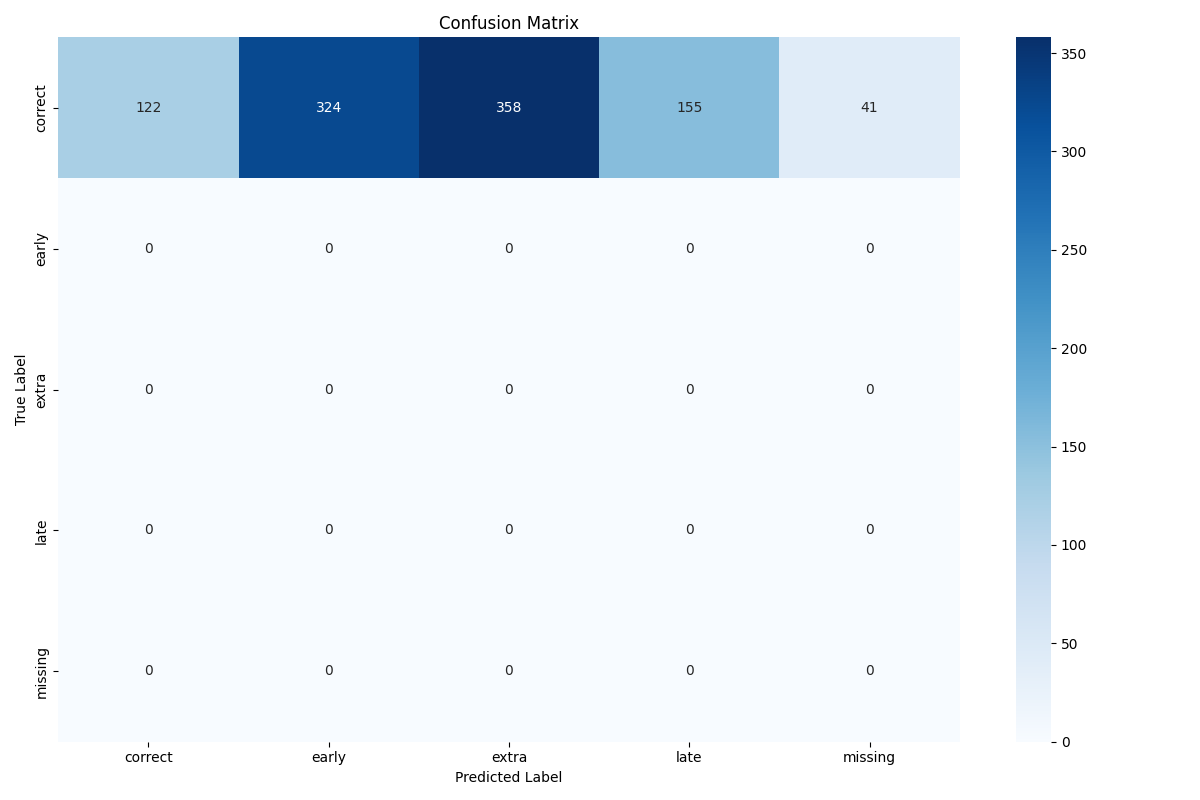 Confusion Matrix
True Label
correct
122 324 358 155 41
early
0 0 0 0 0
extra
0 0 0 0 0
late
0 0 0 0 0
missing
0 0 0 0 0
correct early extra late missing
Predicted Label
350
300
250
200
150
100
50
0